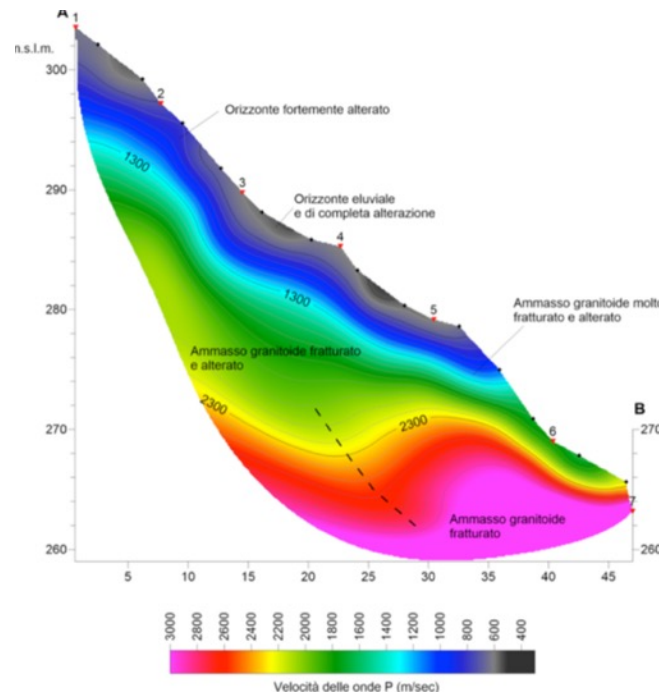 A
1
m.s.l.m.
300
2
Orizzonte fortemente alterato
1300
290
3
Orizzonte eluviale
e di completa alterazione
4
1300
5
280
Ammasso granitoide molto
fratturato e alterato
Ammasso granitoide fratturato
e alterato
2300
2300
B
6
270
270
7
Ammasso granitoide
fratturato
260
260
5 10 15 20 25 30 35 40 45
3000 2800 2600 2400 2200 2000 1800 1600 1400 1200 1000 800 600 400
Velocità delle onde P (m/sec)